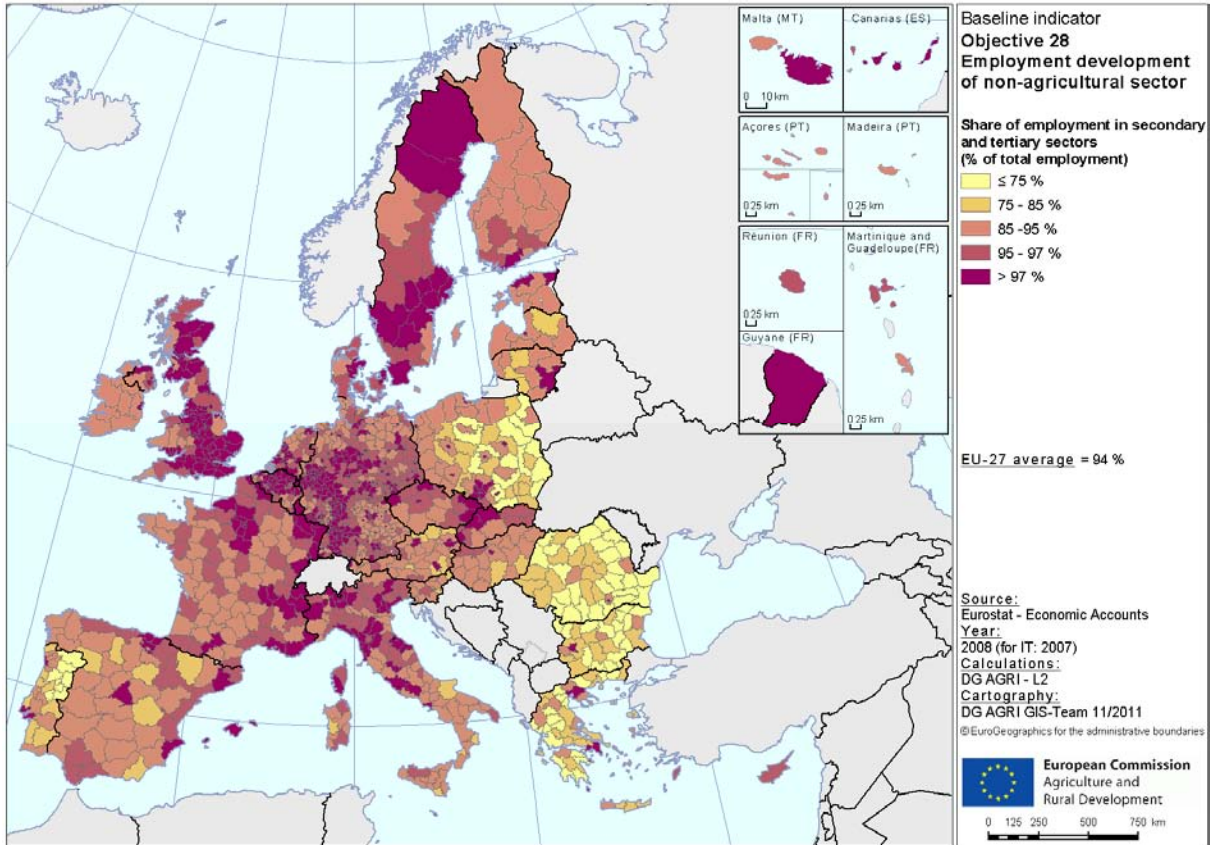 Malta (MT)
0 10 km
Canarias (ES)
Açores (PT)
0 25 km
Madeira (PT)
0 25 km
Réunion (FR)
0 25 km
Martinique and
Guadeloupe(FR)
0 25 km
Guyane (FR)
Baseline indicator
Objective 28
Employment development
of non-agricultural sector
Share of employment in secondary
and tertiary sectors
(% of total employment)
≤ 75 %
75 - 85 %
85 -95 %
95 - 97 %
> 97 %
EU-27 average = 94 %
Source:
Eurostat - Economic Accounts
Year:
2008 (for IT: 2007)
Calculations:
DG AGRI - L2
Cartography:
DG AGRI GIS-Team 11/2011
© EuroGeographics for the administrative boundaries
European Commission
Agriculture and
Rural Development
0 125 250 500 750 km